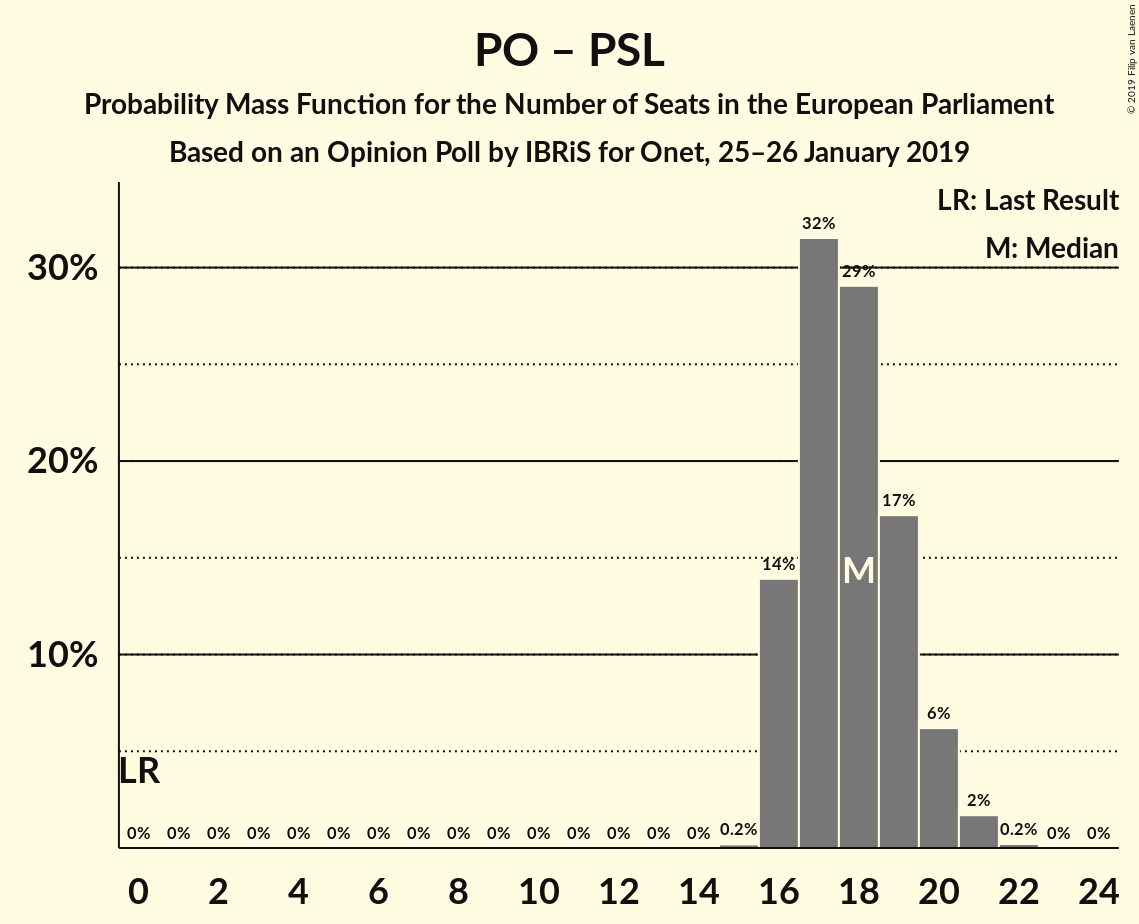 PO – PSL
Probability Mass Function for the Number of Seats in the European Parliament
Based on an Opinion Poll by IBRiS for Onet, 25–26 January 2019
© 2019 Filip van Laenen
LR: Last Result
M: Median
30%
20%
10%
32%
29%
17%
14%
M
6%
LR
2%
0% 0% 0% 0% 0% 0% 0% 0% 0% 0% 0% 0% 0% 0% 0% 0.2% 0.2% 0% 0%
0 2 4 6 8 10 12 14 16 18 20 22 24